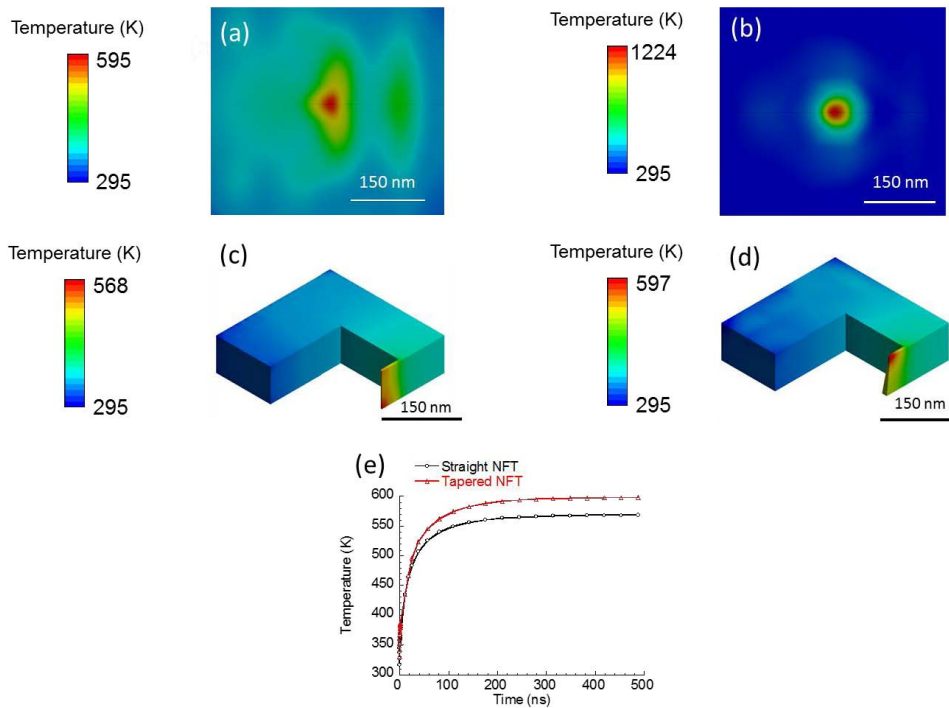 Temperature (K)
595
295
(a)
150 nm
Temperature (K)
1224
295
(b)
150 nm
Temperature (K)
568
295
(c)
150 nm
Temperature (K)
597
295
(d)
150 nm
(e)
Straight NFT
Tapered NFT
600
550
500
450
400
350
300
Temperature (K)
0 100 200 300 400 500
Time (ns)